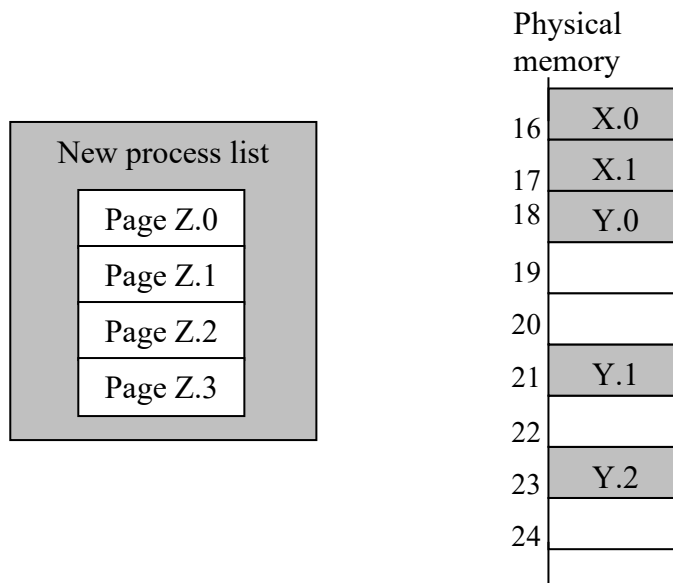 New process list
Page Z.0
Page Z.1
Page Z.2
Page Z.3
Physical
memory
16 X.0
17 X.1
18 Y.0
19
20
21 Y.1
22
23 Y.2
24